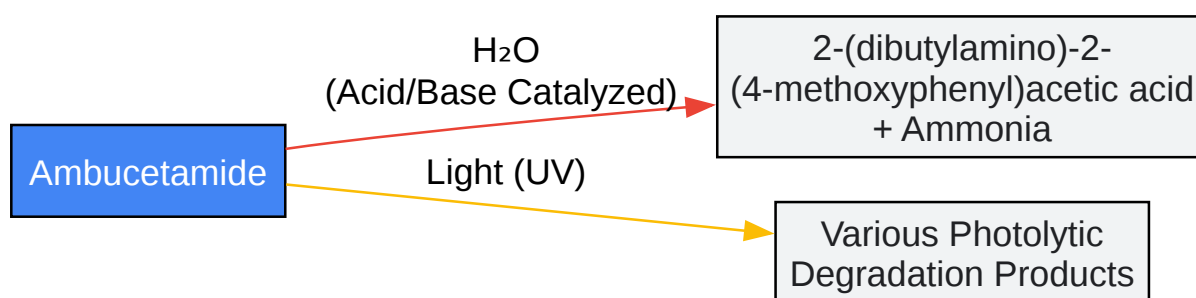 H₂O
(Acid/Base Catalyzed)
2-(dibutylamino)-2-
(4-methoxyphenyl)acetic acid
+ Ammonia
Ambucetamide
Light (UV)
Various Photolytic
Degradation Products